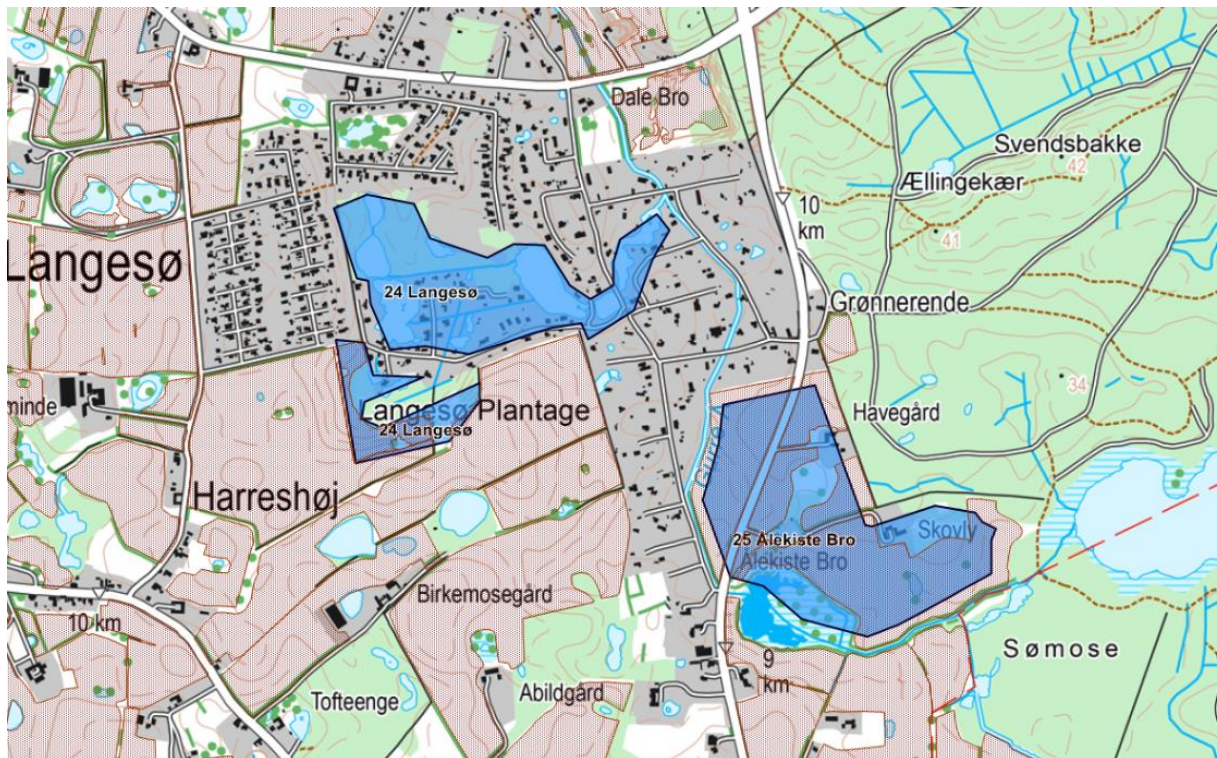 Dale Bro
Svendsbakke
42
Ællingekær
10
km
41
Langesø
24 Langesø
Grønnerende
34
minde
Langesø Plantage
Havegård
24 Langesø
Harreshøj
Skovly
25 Ålekiste Bro
Ålekiste Bro
Birkemosegård
10 km
Sømose
9
km
Abildgård
Tofteenge